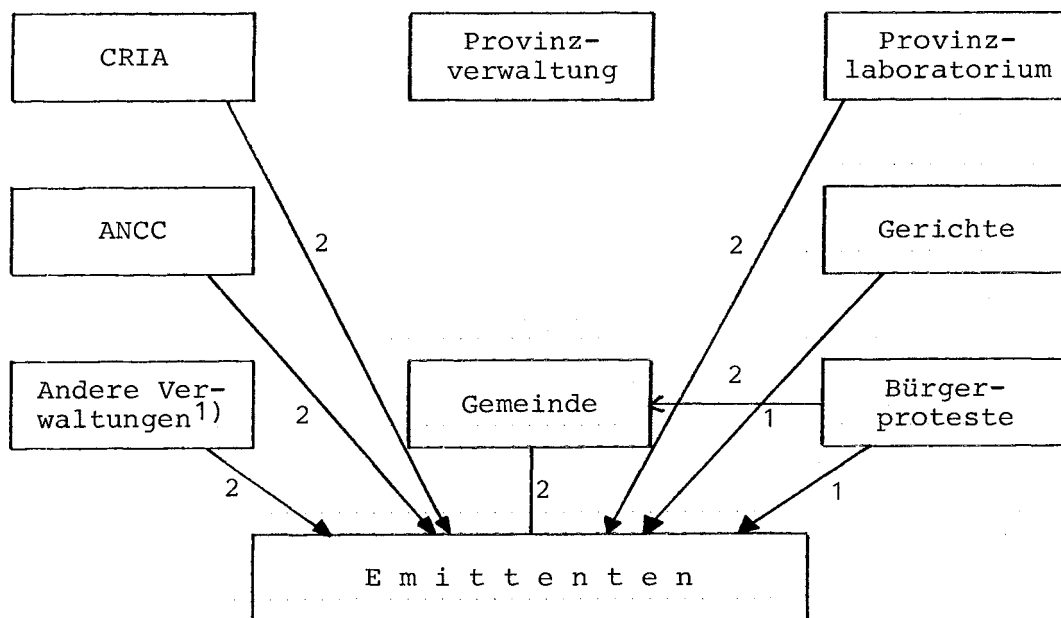 CRIA
Provinz-
verwaltung
Provinz-
laboratorium
ANCC
2
2
Gerichte
Andere Ver-
waltungen1)
2
Gemeinde
2
1
Bürger-
proteste
2
2
1
E m i t t e n t e n